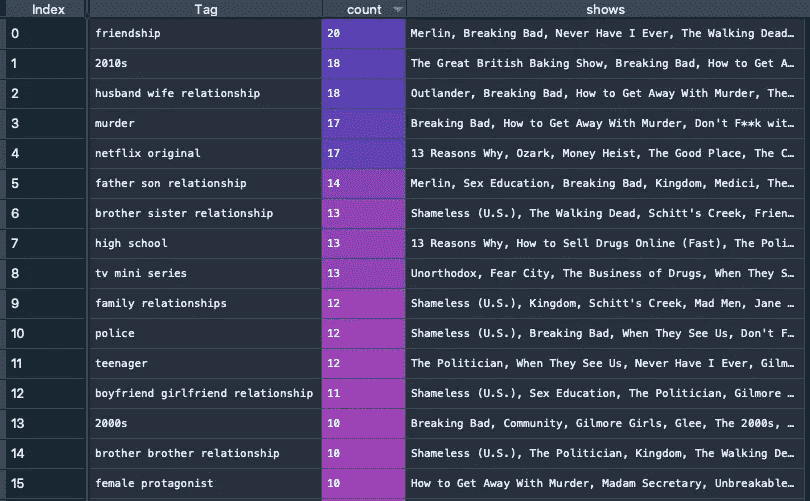 Index Tag count shows
0 friendship 20 Merlin, Breaking Bad, Never Have I Ever, The Walking Dead…
1 2010s 18 The Great British Baking Show, Breaking Bad, How to Get A…
2 husband wife relationship 18 Outlander, Breaking Bad, How to Get Away With Murder, The…
3 murder 17 Breaking Bad, How to Get Away With Murder, Don't F**k wit…
4 netflix original 17 13 Reasons Why, Ozark, Money Heist, The Good Place, The C…
5 father son relationship 14 Merlin, Sex Education, Breaking Bad, Kingdom, Medici, The…
6 brother sister relationship 13 Shameless (U.S.), The Walking Dead, Schitt's Creek, Frien…
7 high school 13 13 Reasons Why, How to Sell Drugs Online (Fast), The Poli…
8 tv mini series 13 Unorthodox, Fear City, The Business of Drugs, When They S…
9 family relationships 12 Shameless (U.S.), Kingdom, Schitt's Creek, Mad Men, Jane …
10 police 12 Shameless (U.S.), Breaking Bad, When They See Us, Don't F…
11 teenager 12 The Politician, When They See Us, Never Have I Ever, Gilm…
12 boyfriend girlfriend relationship 11 Shameless (U.S.), Sex Education, The Politician, Gilmore …
13 2000s 10 Breaking Bad, Community, Gilmore Girls, Glee, The 2000s, …
14 brother brother relationship 10 Shameless (U.S.), The Politician, Kingdom, The Walking De…
15 female protagonist 10 How to Get Away With Murder, Madam Secretary, Unbreakable…